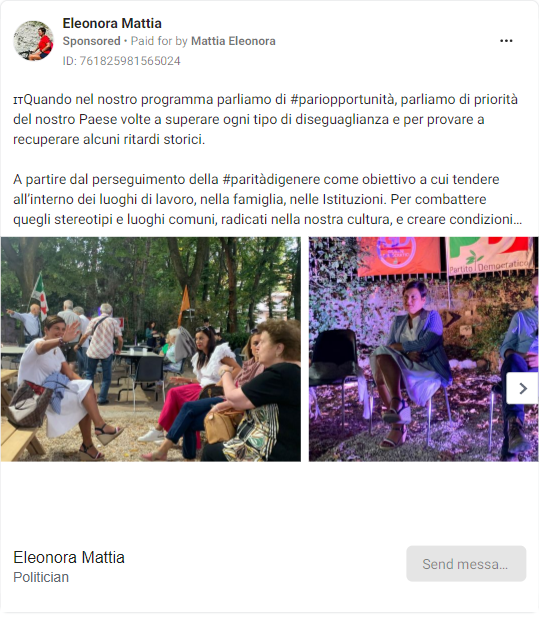 Eleonora Mattia
Sponsored • Paid for by Mattia Eleonora
ID: 761825981565024
ITQuando nel nostro programma parliamo di #pariopportunità, parliamo di priorità
del nostro Paese volte a superare ogni tipo di diseguaglianza e per provare a
recuperare alcuni ritardi storici.
A partire dal perseguimento della #paritàdigenere come obiettivo a cui tendere
all’interno dei luoghi di lavoro, nella famiglia, nelle Istituzioni. Per combattere
quegli stereotipi e luoghi comuni, radicati nella nostra cultura, e creare condizioni...
PD
Partito Democratico
Eleonora Mattia
Politician
Send messa...